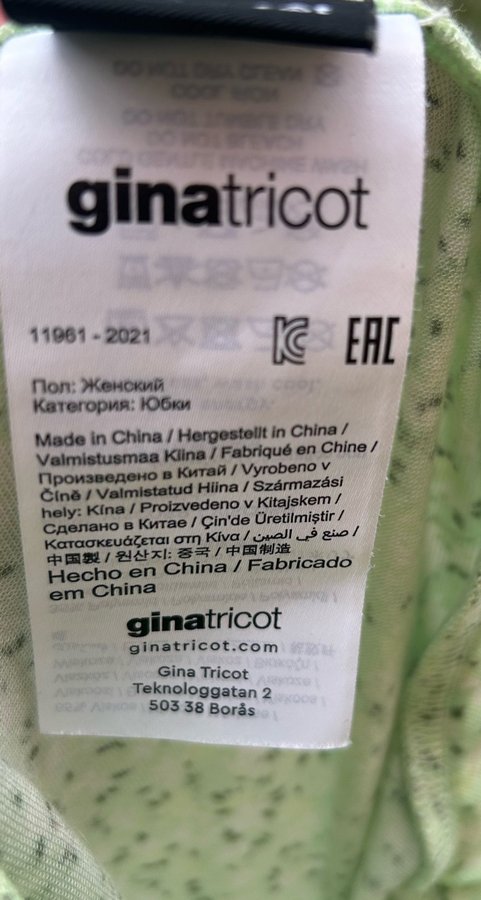 ginatricot
11961 - 2021
EAC
Пол: Женский
Категория: Юбки
Made in China / Hergestellt in China /
Valmistusmaa Kiina / Fabriqué en Chine /
Произведено в Китай / Vyrobeno v
Číně / Valmistatud Hiina / Származási
hely: Kína / Proizvedeno v Kitajskem /
Сделано в Китае / Çin'de Üretilmiştir /
Κατασκευάζεται στη Κίνα / صنع في الصين /
中国製 / 원산지: 중국 / 中国制造
Hecho en China / Fabricado
em China
ginatricot
ginatricot.com
Gina Tricot
Teknologgatan 2
503 38 Borås